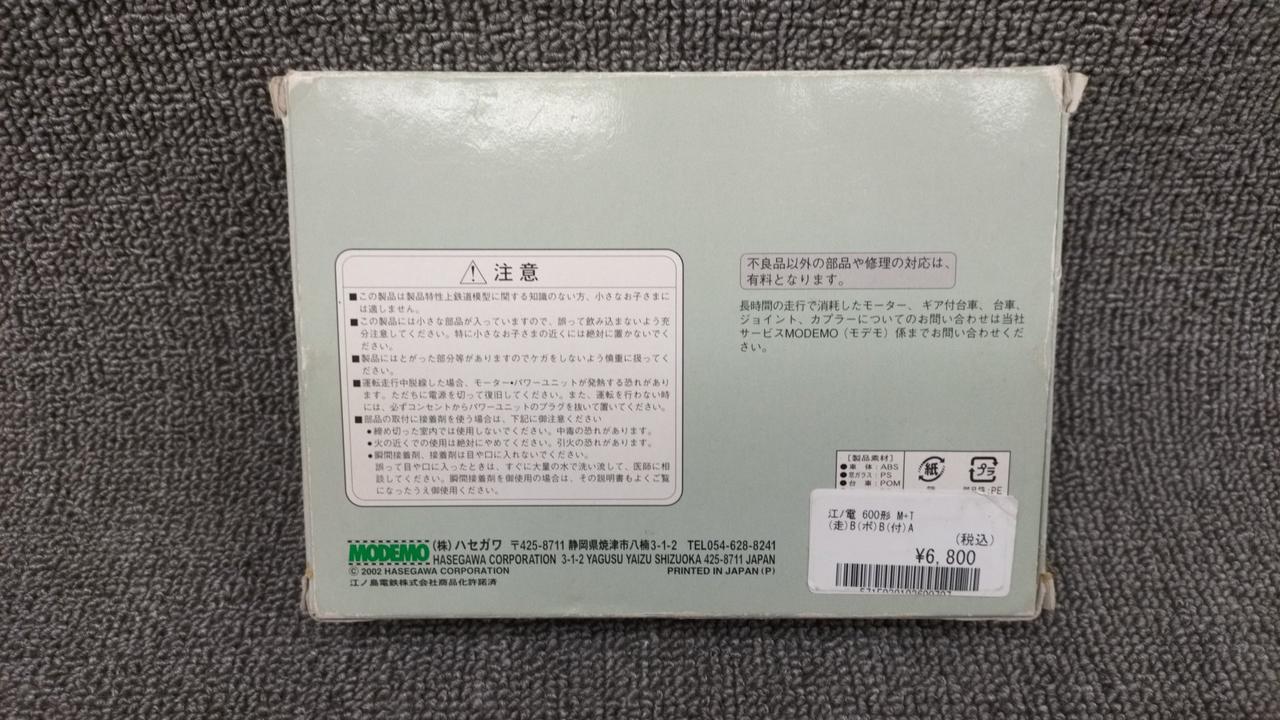 注意
■この製品は製品特性上鉄道模型に関する知識のない方、小さなお子さまに
は適しません。
■この製品には小さな部品が入っていますので、誤って飲み込まないよう充
分注意してください。特に小さなお子さまの近くには絶対に置かないでく
ださい。
■製品にはとがった部分等がありますのでケガをしないよう慎重に扱ってく
ださい。
■運転走行中脱線した場合、モーター•パワーユニットが発熱する恐れがあり
ます。ただちに電源を切って復旧してください。また、運転を行わない時
には、必ずコンセントからパワーユニットのプラグを抜いて置いてください。
■部品の取付に接着剤を使う場合は、下記に御注意ください
●締め切った室内では使用しないでください。中毒の恐れがあります。
●火の近くでの使用は絶対にやめてください。引火の恐れがあります。
●瞬間接着剤、接着剤は目や口に入れないでください。
誤って目や口に入ったときは、すぐに大量の水で洗い流して、医師に相
談してください。瞬間接着剤を御使用の場合は、その説明書もよくご覧
になったうえ御使用ください。
不良品以外の部品や修理の対応は、
有料となります。
長時間の走行で消耗したモーター、ギア付台車、台車、
ジョイント、カプラーについてのお問い合わせは当社
サービスMODEMO（モデモ）係までお問い合わせくだ
さい。
［製品素材］
●車 体：ABS
●窓ガラス：PS
●台 車：POM
紙
プラ
:PE
江ノ電 600形 M+T
(走)B(ボ)B(付)A
(税込)
¥6,800
MODEMO (株)ハセガワ 〒425-8711 静岡県焼津市八楠3-1-2 TEL054-628-8241
HASEGAWA CORPORATION 3-1-2 YAGUSU YAIZU SHIZUOKA 425-8711 JAPAN
© 2002 HASEGAWA CORPORATION PRINTED IN JAPAN (P)
江ノ島電鉄株式会社商品化許諾済